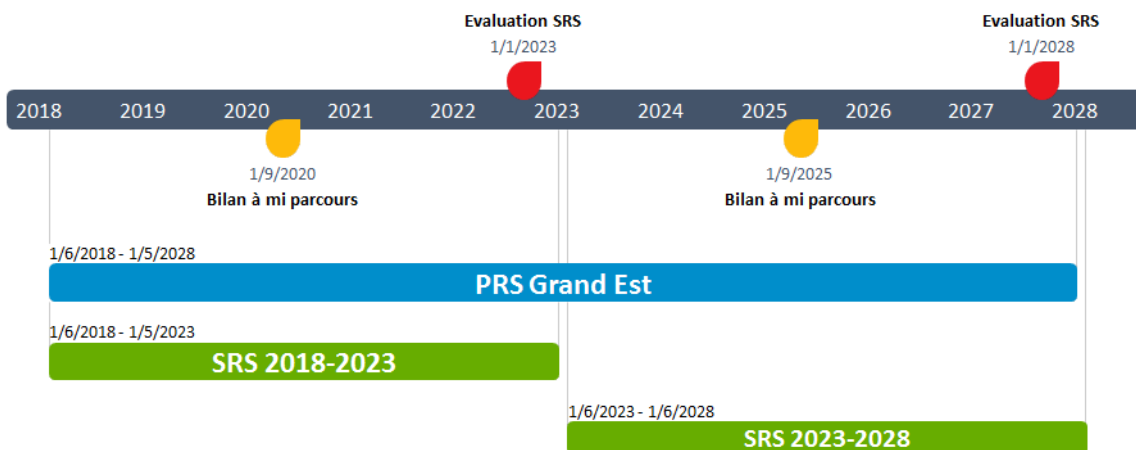 Evaluation SRS
1/1/2023
Evaluation SRS
1/1/2028
2018 2019 2020 2021 2022 2023 2024 2025 2026 2027 2028
1/9/2020
Bilan à mi parcours
1/9/2025
Bilan à mi parcours
1/6/2018 - 1/5/2028
PRS Grand Est
1/6/2018 - 1/5/2023
SRS 2018-2023
1/6/2023 - 1/6/2028
SRS 2023-2028